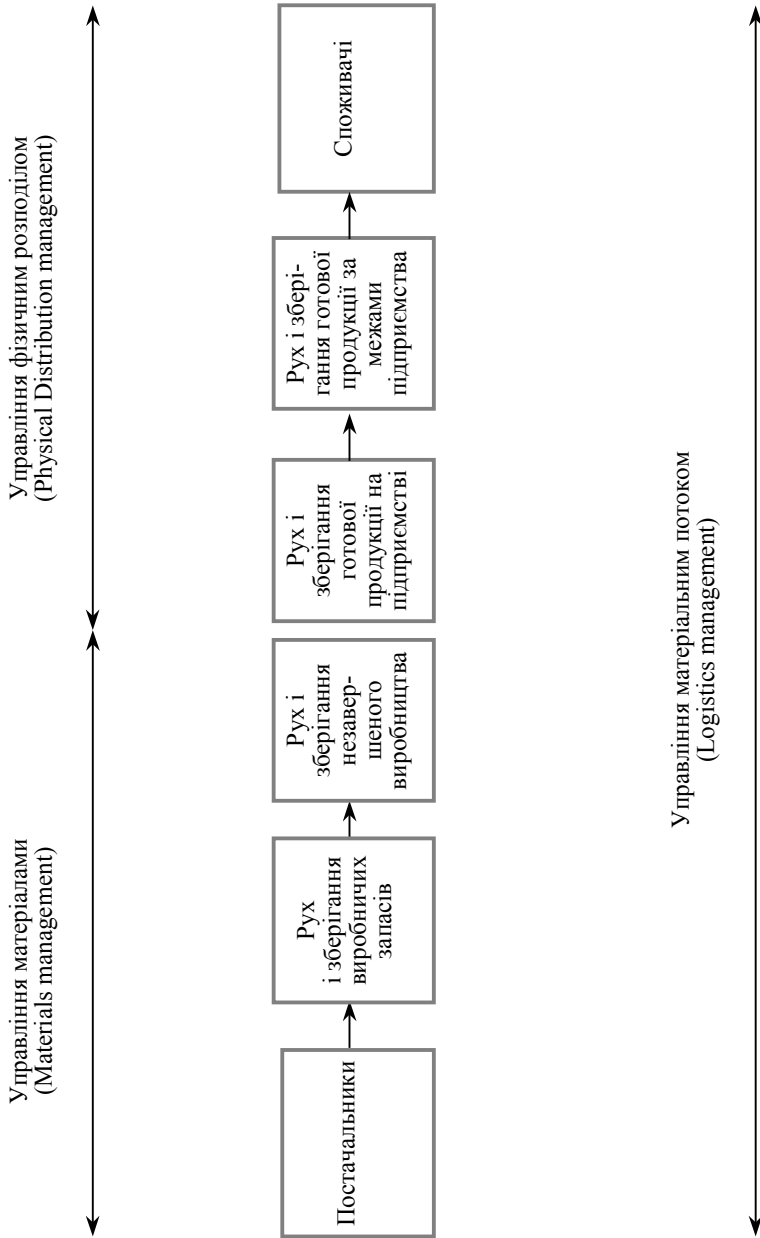 Управління матеріалами
(Materials management)
Управління фізичним розподілом
(Physical Distribution management)
Постачальники
Рух
і зберігання
виробничих
запасів
Рух і
зберігання
незавер-
шеного
виробництва
Рух і
зберігання
готової
продукції на
підприємстві
Рух і збері-
гання готової
продукції за
межами
підприємства
Споживачі
Управління матеріальним потоком
(Logistics management)